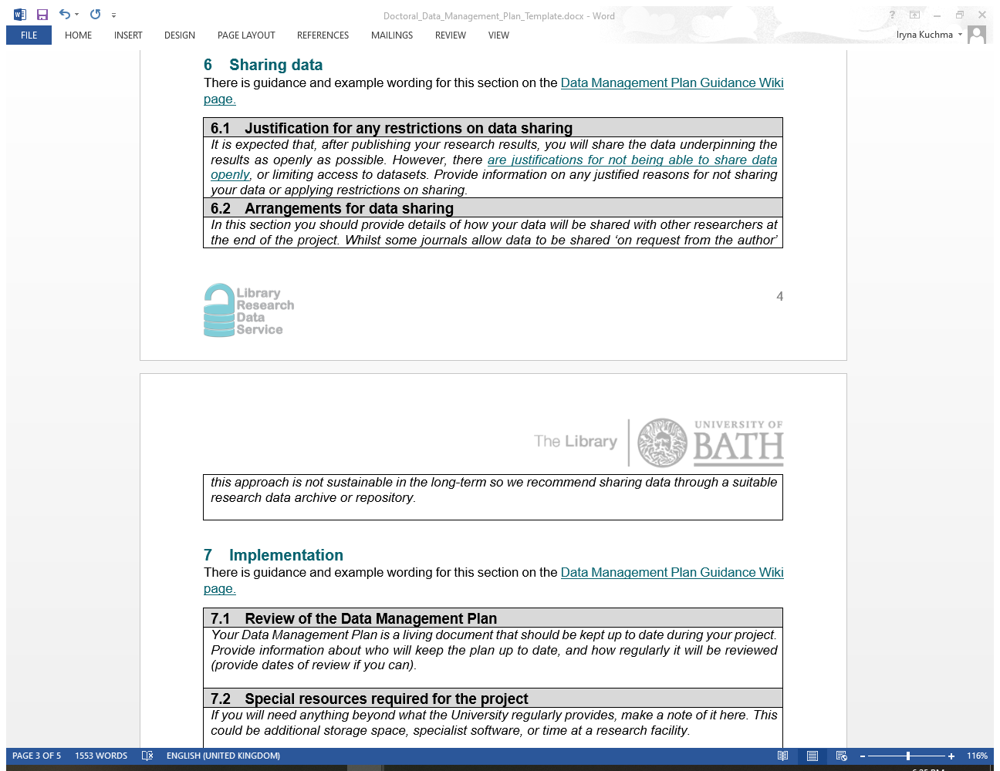 Doctoral_Data_Management_Plan_Template.docx - Word
FILE HOME INSERT DESIGN PAGE LAYOUT REFERENCES MAILINGS REVIEW VIEW
Iryna Kuchma
6 Sharing data
There is guidance and example wording for this section on the Data Management Plan Guidance Wiki
page.
6.1 Justification for any restrictions on data sharing
It is expected that, after publishing your research results, you will share the data underpinning the
results as openly as possible. However, there are justifications for not being able to share data
openly, or limiting access to datasets. Provide information on any justified reasons for not sharing
your data or applying restrictions on sharing.
6.2 Arrangements for data sharing
In this section you should provide details of how your data will be shared with other researchers at
the end of the project. Whilst some journals allow data to be shared ‘on request from the author’
Library
Research
Data
Service
4
The Library
UNIVERSITY OF
BATH
this approach is not sustainable in the long-term so we recommend sharing data through a suitable
research data archive or repository.
7 Implementation
There is guidance and example wording for this section on the Data Management Plan Guidance Wiki
page.
7.1 Review of the Data Management Plan
Your Data Management Plan is a living document that should be kept up to date during your project.
Provide information about who will keep the plan up to date, and how regularly it will be reviewed
(provide dates of review if you can).
7.2 Special resources required for the project
If you will need anything beyond what the University regularly provides, make a note of it here. This
could be additional storage space, specialist software, or time at a research facility.
PAGE 3 OF 5 1553 WORDS ENGLISH (UNITED KINGDOM) 116%